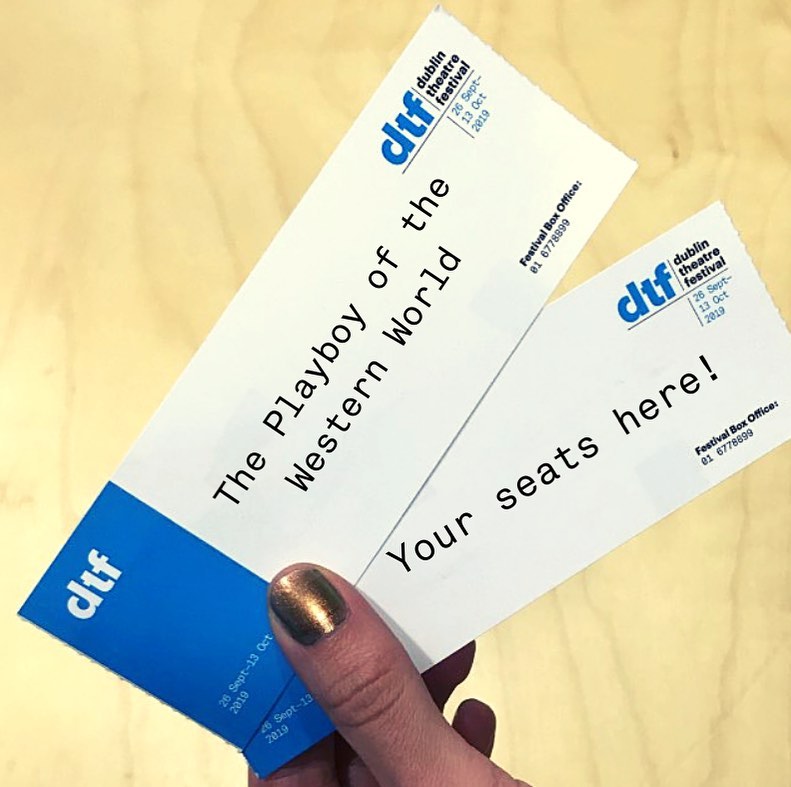 dtf
dublin
theatre
festival
26 Sept–
13 Oct
2019
Festival Box Office:
01 6778899
The Playboy of the
Western World
dtf
26 Sept–13 Oct
2019
dtf
dublin
theatre
festival
26 Sept–
13 Oct
2019
Festival Box Office:
01 6778899
Your seats here!
26 Sept–13
2019